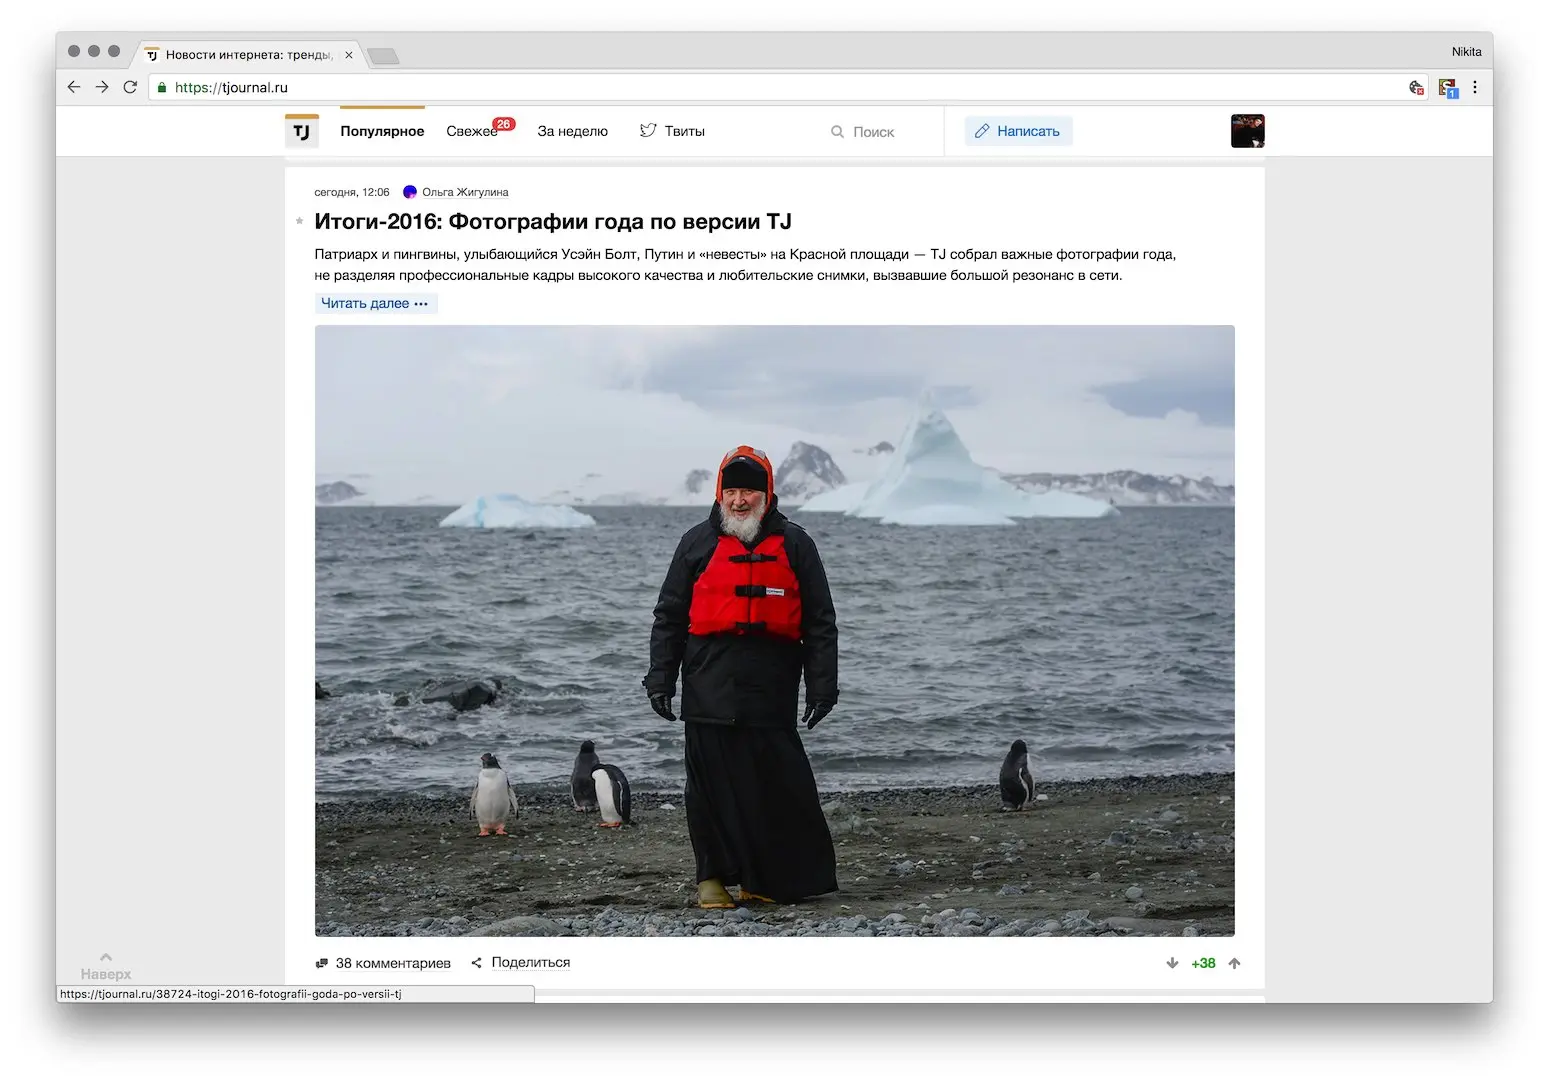 Новости интернета: тренды,
Nikita
https://tjournal.ru
1
TJ
Популярное
Свежее 26
За неделю
Твиты
Поиск
Написать
сегодня, 12:06 Ольга Жигулина
Итоги-2016: Фотографии года по версии TJ
Патриарх и пингвины, улыбающийся Усэйн Болт, Путин и «невесты» на Красной площади — TJ собрал важные фотографии года,
не разделяя профессиональные кадры высокого качества и любительские снимки, вызвавшие большой резонанс в сети.
Читать далее •••
38 комментариев
Поделиться
+38
Наверх
https://tjournal.ru/38724-itogi-2016-fotografii-goda-po-versii-tj